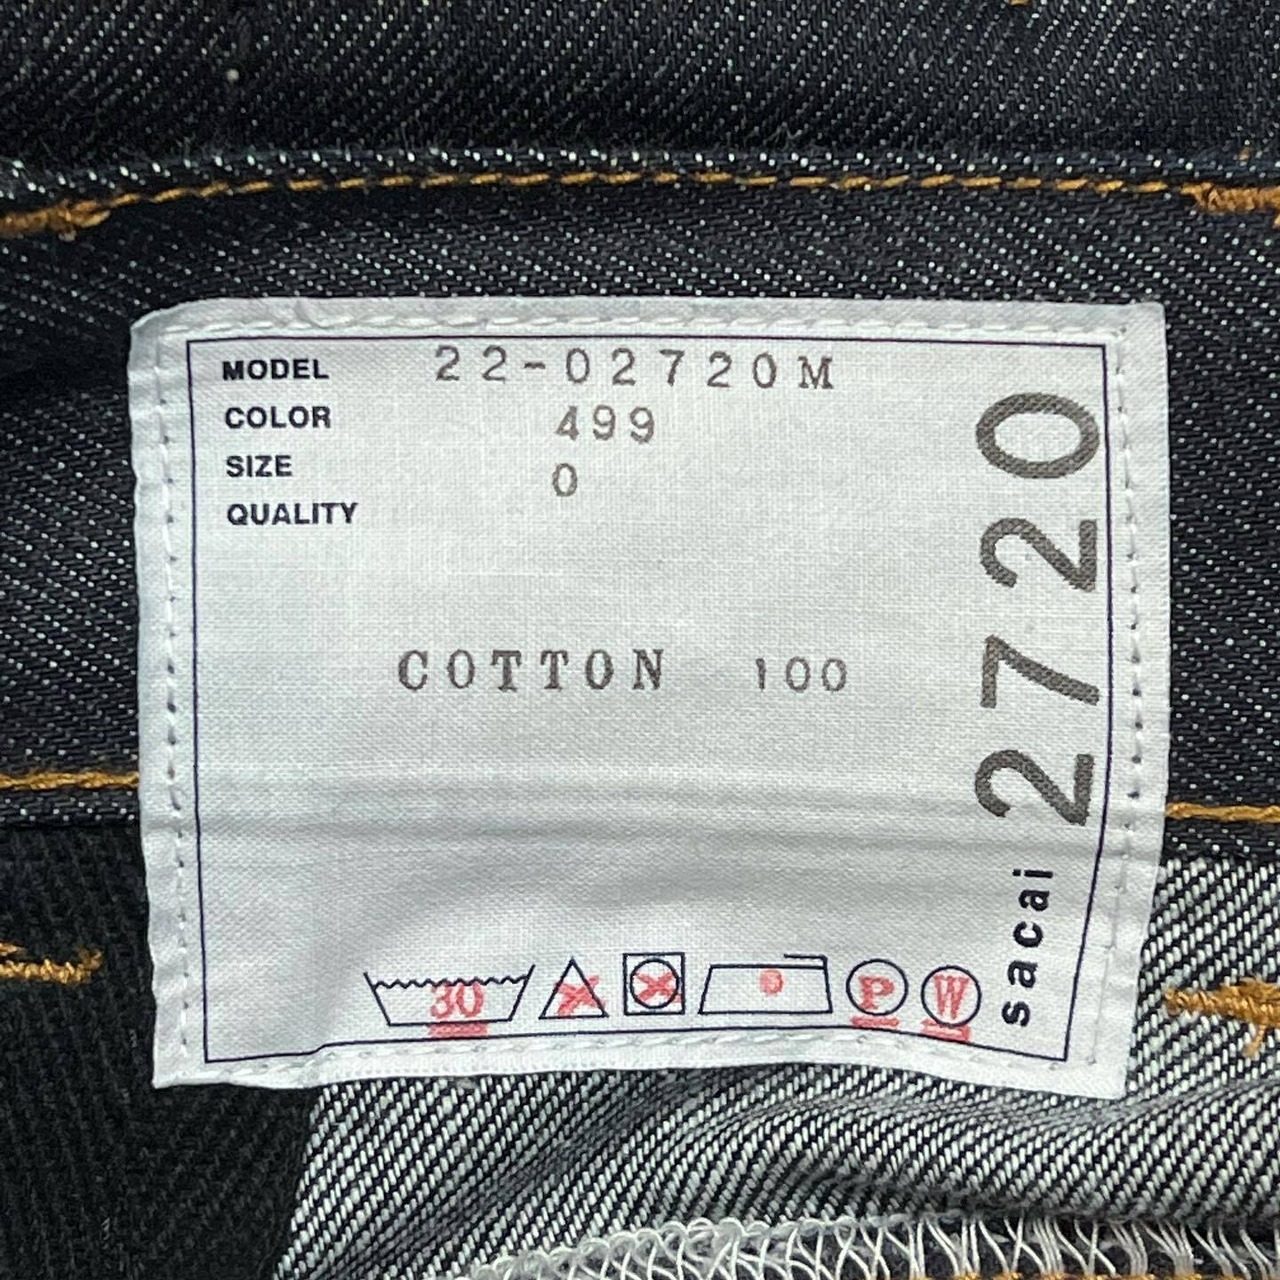 MODEL 22-02720M
COLOR 499
SIZE 0
QUALITY
COTTON 100
30
P
W
sacai 2720